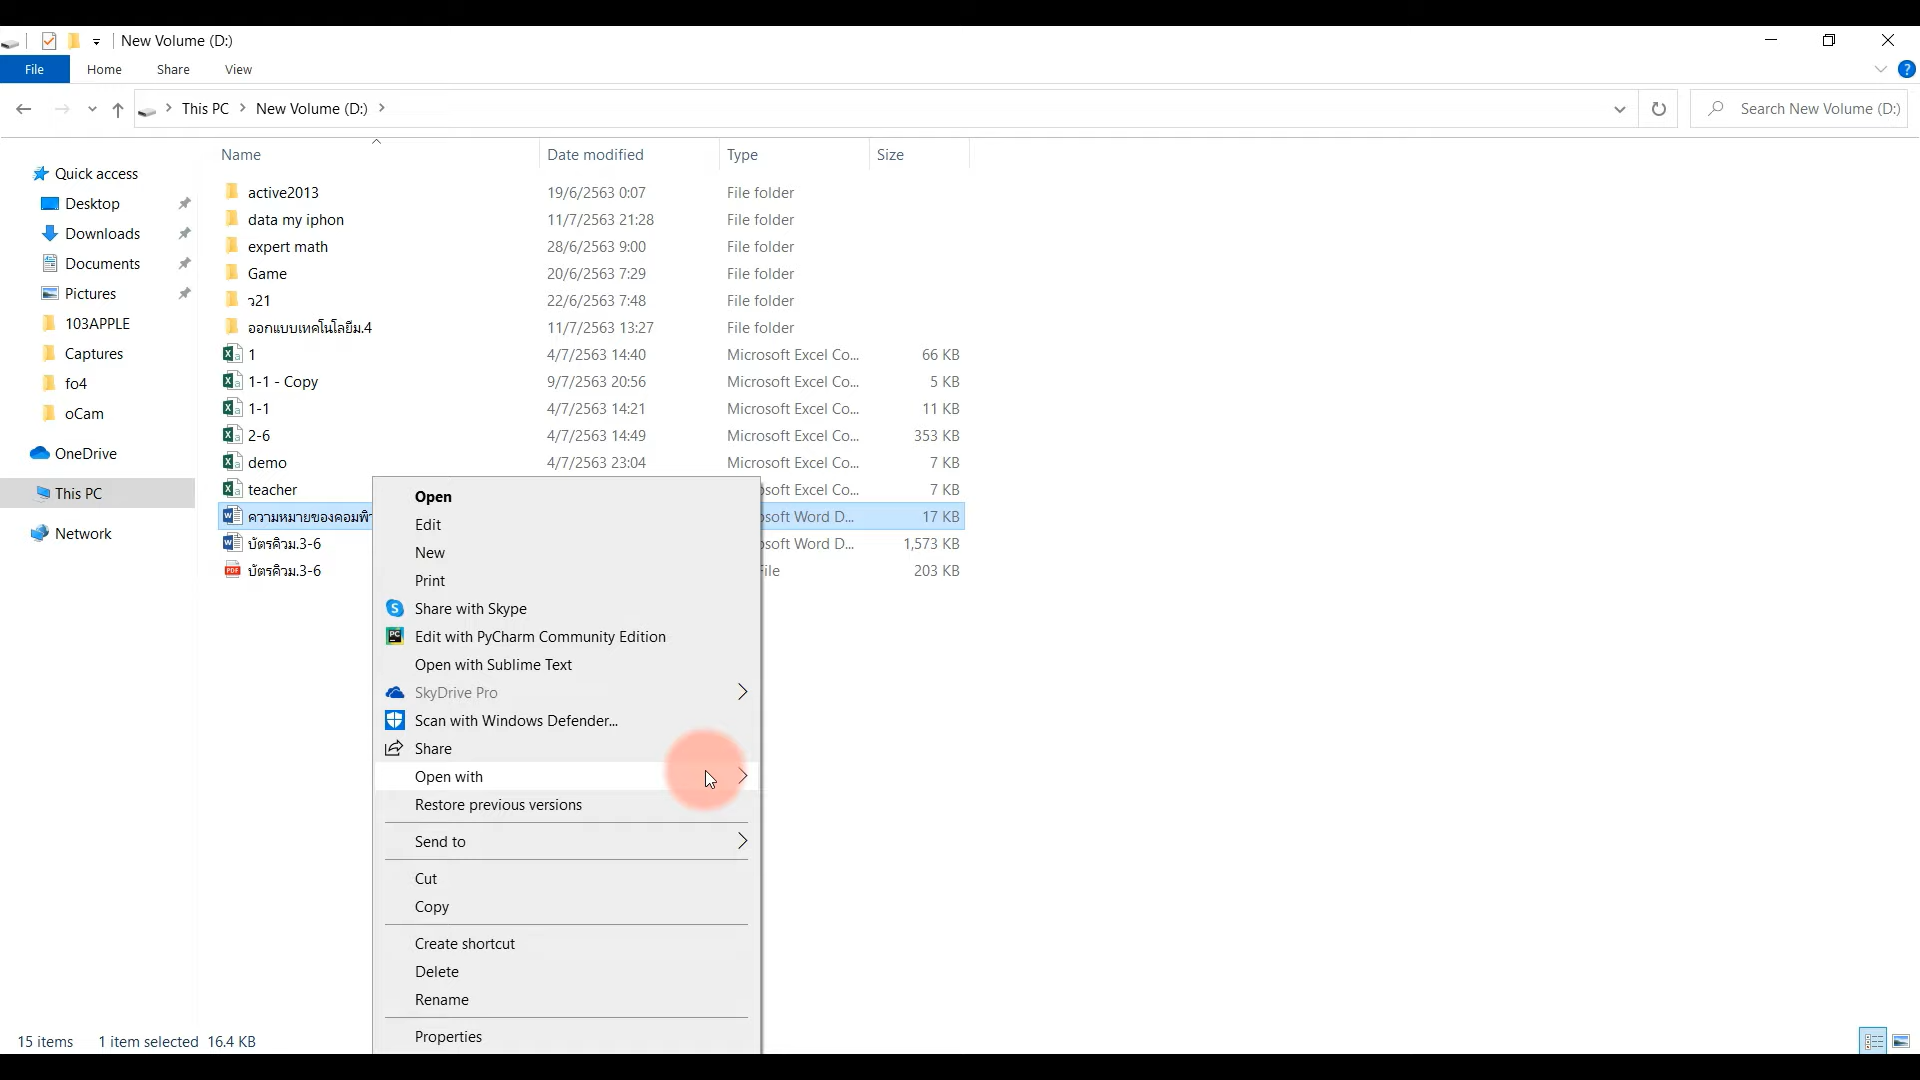 New Volume (D:)
File Home Share View
This PC New Volume (D:) Search New Volume (D:)
Name Date modified Type Size
Quick access
Desktop
Downloads
Documents
Pictures
103APPLE
Captures
fo4
oCam
OneDrive
This PC
Network
active2013 19/6/2563 0:07 File folder
data my iphon 11/7/2563 21:28 File folder
expert math 28/6/2563 9:00 File folder
Game 20/6/2563 7:29 File folder
ว21 22/6/2563 7:48 File folder
ออกแบบเทคโนโลยีม.4 11/7/2563 13:27 File folder
1 4/7/2563 14:40 Microsoft Excel Co... 66 KB
1-1 - Copy 9/7/2563 20:56 Microsoft Excel Co... 5 KB
1-1 4/7/2563 14:21 Microsoft Excel Co... 11 KB
2-6 4/7/2563 14:49 Microsoft Excel Co... 353 KB
demo 4/7/2563 23:04 Microsoft Excel Co... 7 KB
teacher osoft Excel Co... 7 KB
ความหมายของคอมพิ osoft Word D... 17 KB
บัตรคิวม.3-6 osoft Word D... 1,573 KB
บัตรคิวม.3-6 File 203 KB
Open
Edit
New
Print
Share with Skype
Edit with PyCharm Community Edition
Open with Sublime Text
SkyDrive Pro
Scan with Windows Defender...
Share
Open with
Restore previous versions
Send to
Cut
Copy
Create shortcut
Delete
Rename
Properties
15 items 1 item selected 16.4 KB